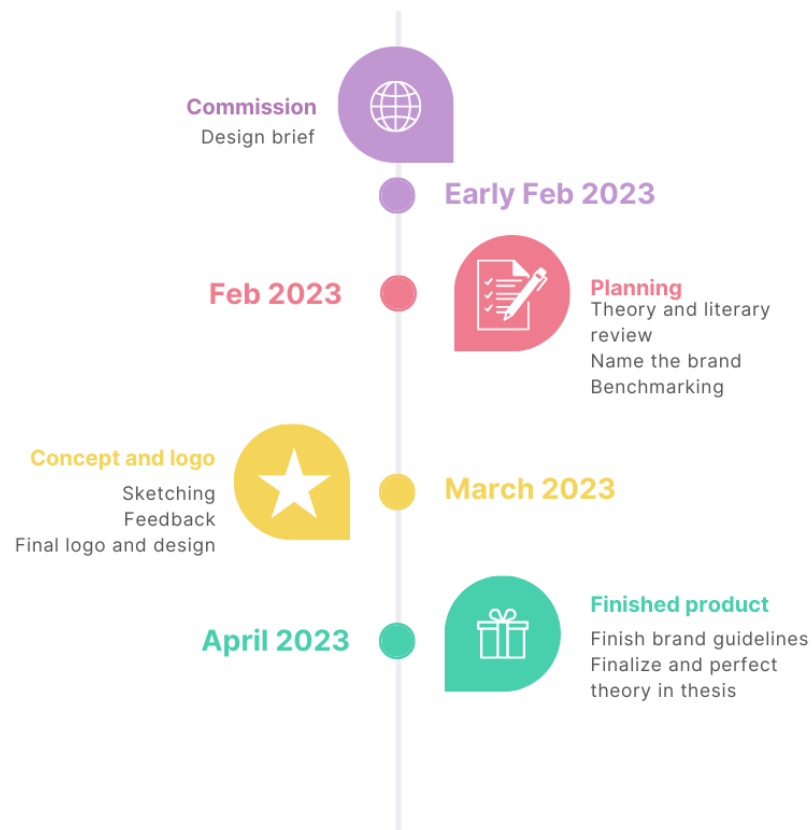 Commission
Design brief
Early Feb 2023
Feb 2023
Planning
Theory and literary
review
Name the brand
Benchmarking
Concept and logo
Sketching
Feedback
Final logo and design
March 2023
April 2023
Finished product
Finish brand guidelines
Finalize and perfect
theory in thesis